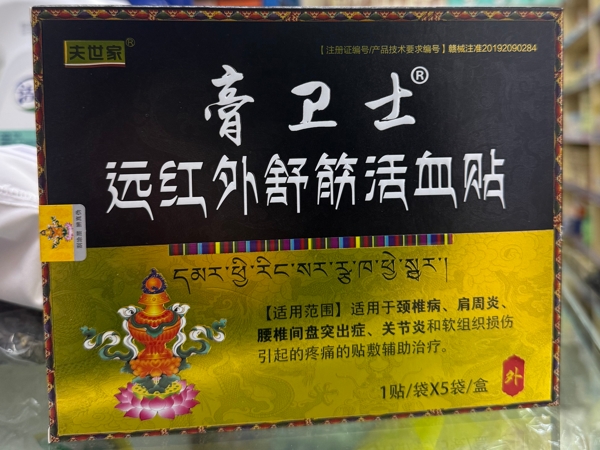 夫世家®
【注册证编号/产品技术要求编号】赣械注准20192090284
膏卫士®
远红外舒筋活血贴
དམར་ཕྱི་རིང་སར་རྩ་ཁ་ཕྱེ་སྦྱར།
【适用范围】适用于颈椎病、肩周炎、
腰椎间盘突出症、关节炎和软组织损伤
引起的疼痛的贴敷辅助治疗。
1贴/袋X5袋/盒
外